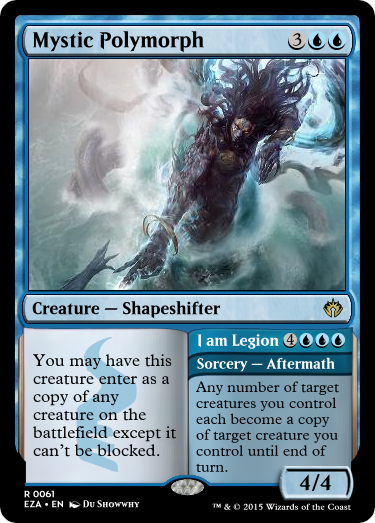 Mystic Polymorph 3
Creature — Shapeshifter
You may have this
creature enter as a
copy of any
creature on the
battlefield except it
can't be blocked.
I am Legion 4
Sorcery — Aftermath
Any number of target
creatures you control
each become a copy
of target creature you
control until end of
turn.
4/4
R 0061
EZA • EN Du Showwhy
™ & © 2015 Wizards of the Coast